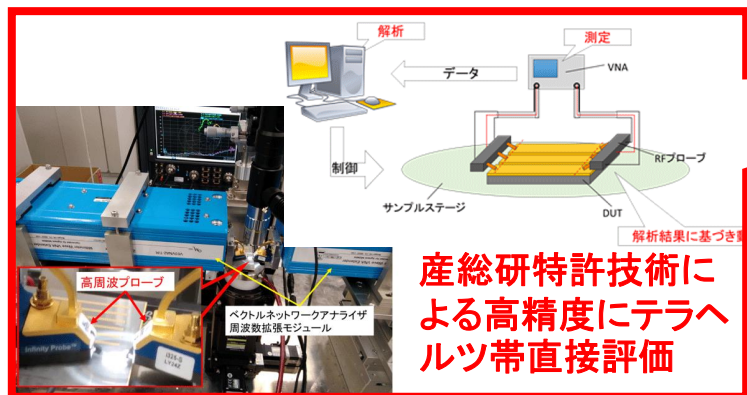 解析
測定
VNA
データ
制御
RFプローブ
サンプルステージ
DUT
解析結果に基づき
高周波プローブ
ベクトルネットワークアナライザ
周波数拡張モジュール
Infinity Probe
産総研特許技術に
よる高精度にテラヘ
ルツ帯直接評価